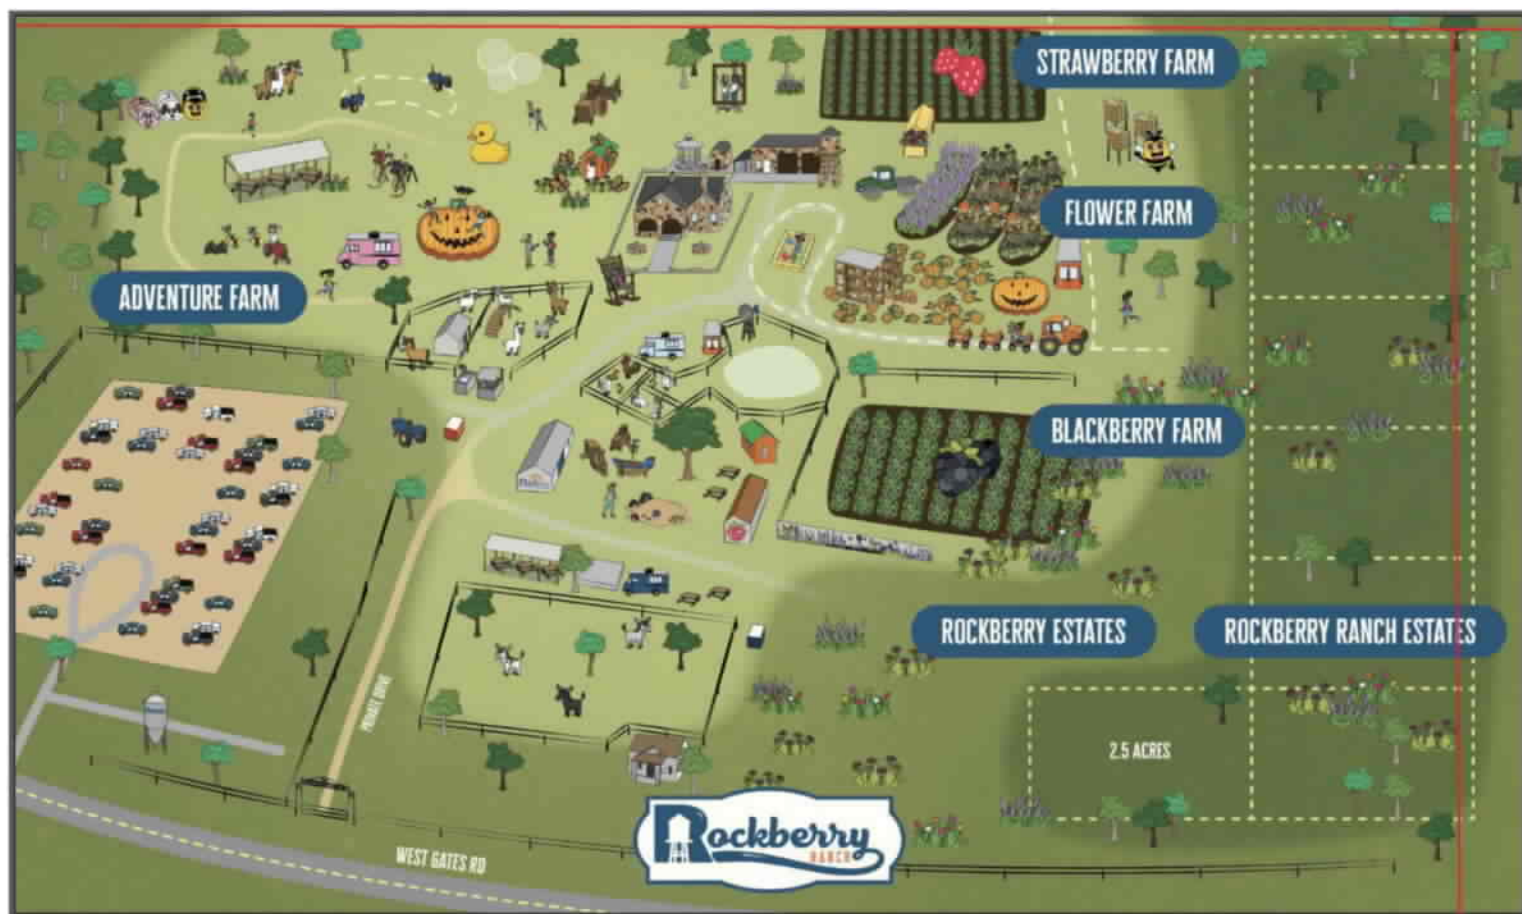 STRAWBERRY FARM
FLOWER FARM
ADVENTURE FARM
BLACKBERRY FARM
ROCKBERRY ESTATES
ROCKBERRY RANCH ESTATES
PRIVATE DRIVE
2.5 ACRES
Rockberry
RANCH
WEST GATES RD